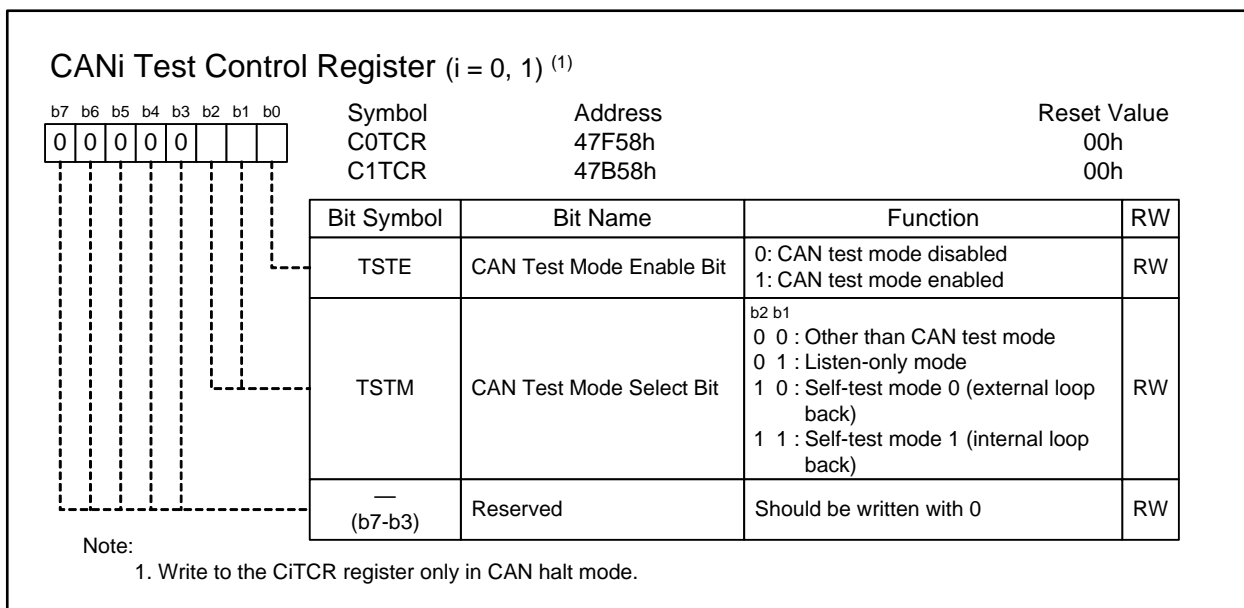 CANi Test Control Register (i = 0, 1) (1)
b7 b6 b5 b4 b3 b2 b1 b0
0 0 0 0 0
Symbol Address Reset Value
C0TCR 47F58h 00h
C1TCR 47B58h 00h
Bit Symbol Bit Name Function RW
TSTE CAN Test Mode Enable Bit 0: CAN test mode disabled
1: CAN test mode enabled RW
TSTM CAN Test Mode Select Bit b2 b1
0 0 : Other than CAN test mode
0 1 : Listen-only mode
1 0 : Self-test mode 0 (external loop
back)
1 1 : Self-test mode 1 (internal loop
back) RW
—
(b7-b3) Reserved Should be written with 0 RW
Note:
1. Write to the CiTCR register only in CAN halt mode.